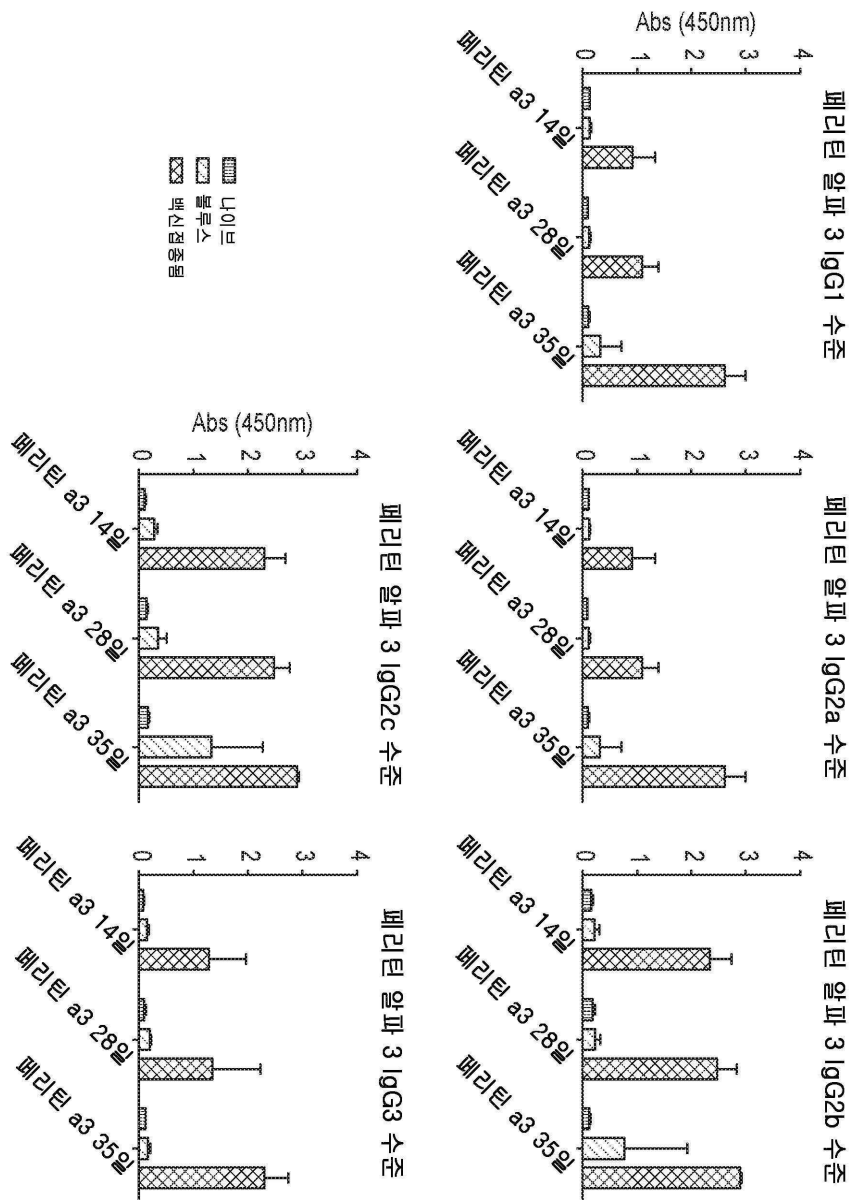 페리틴 알파 3 IgG1 수준
Abs (450nm)
4
3
2
1
0
페리틴 a3 14일
페리틴 a3 28일
페리틴 a3 35일
페리틴 알파 3 IgG2a 수준
4
3
2
1
0
페리틴 a3 14일
페리틴 a3 28일
페리틴 a3 35일
페리틴 알파 3 IgG2b 수준
4
3
2
1
0
페리틴 a3 14일
페리틴 a3 28일
페리틴 a3 35일
나이브
볼루스
백신접종됨
페리틴 알파 3 IgG2c 수준
Abs (450nm)
4
3
2
1
0
페리틴 a3 14일
페리틴 a3 28일
페리틴 a3 35일
페리틴 알파 3 IgG3 수준
4
3
2
1
0
페리틴 a3 14일
페리틴 a3 28일
페리틴 a3 35일